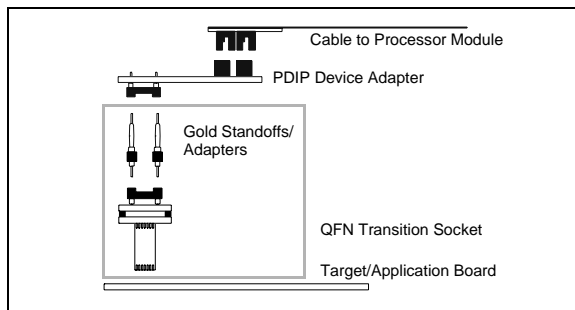 Cable to Processor Module
PDIP Device Adapter
Gold Standoffs/
Adapters
QFN Transition Socket
Target/Application Board